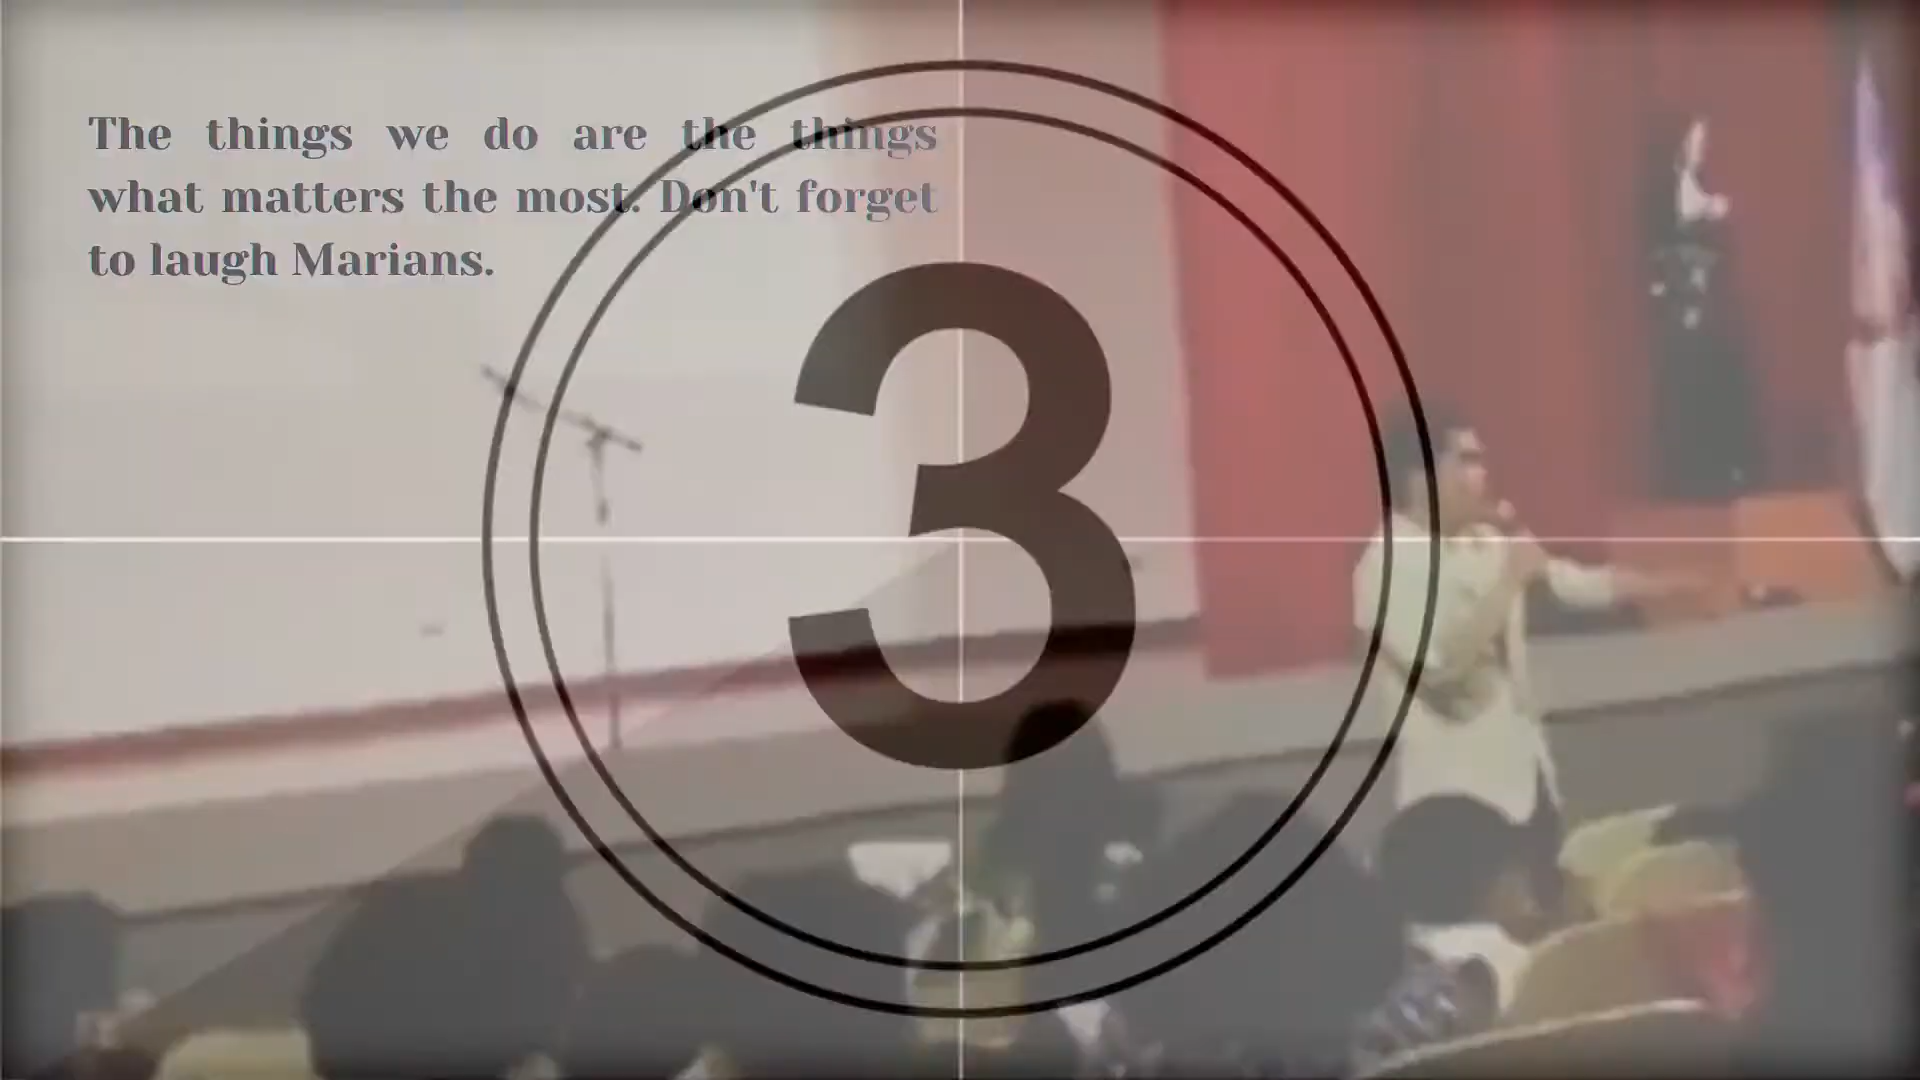 The things we do are the things
what matters the most. Don't forget
to laugh Marians.
3